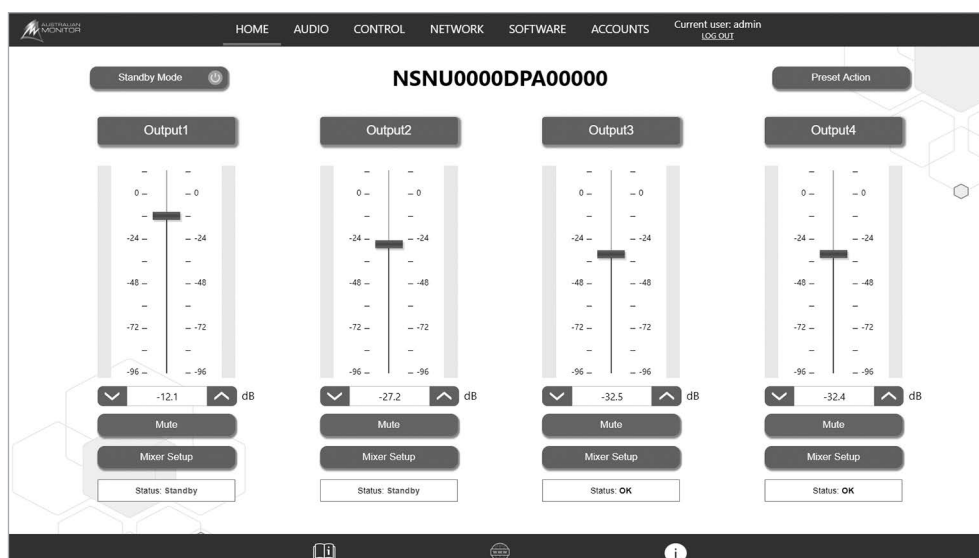 AUSTRALIAN
MONITOR
HOME AUDIO CONTROL NETWORK SOFTWARE ACCOUNTS Current user: admin
LOG OUT
Standby Mode NSNU0000DPA00000 Preset Action
Output1 Output2 Output3 Output4
0 0 0 0 0 0 0 0
-24 -24 -24 -24 -24 -24 -24 -24
-48 -48 -48 -48 -48 -48 -48 -48
-72 -72 -72 -72 -72 -72 -72 -72
-96 -96 -96 -96 -96 -96 -96 -96
-12.1 dB -27.2 dB -32.5 dB -32.4 dB
Mute Mute Mute Mute
Mixer Setup Mixer Setup Mixer Setup Mixer Setup
Status: Standby Status: Standby Status: OK Status: OK
i www i